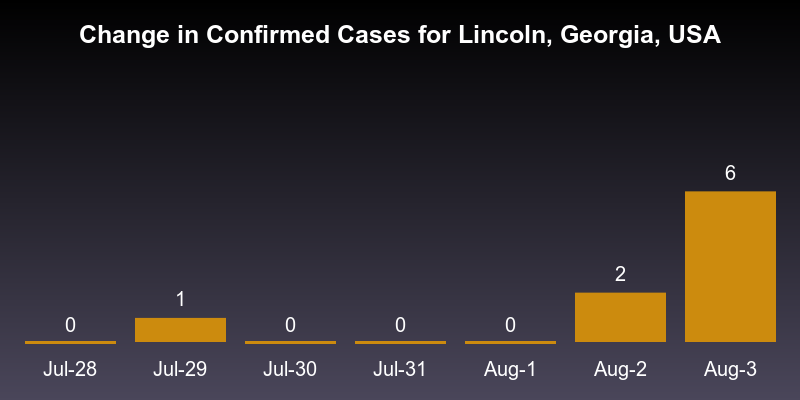 Change in Confirmed Cases for Lincoln, Georgia, USA
0 1 0 0 0 2 6
Jul-28 Jul-29 Jul-30 Jul-31 Aug-1 Aug-2 Aug-3